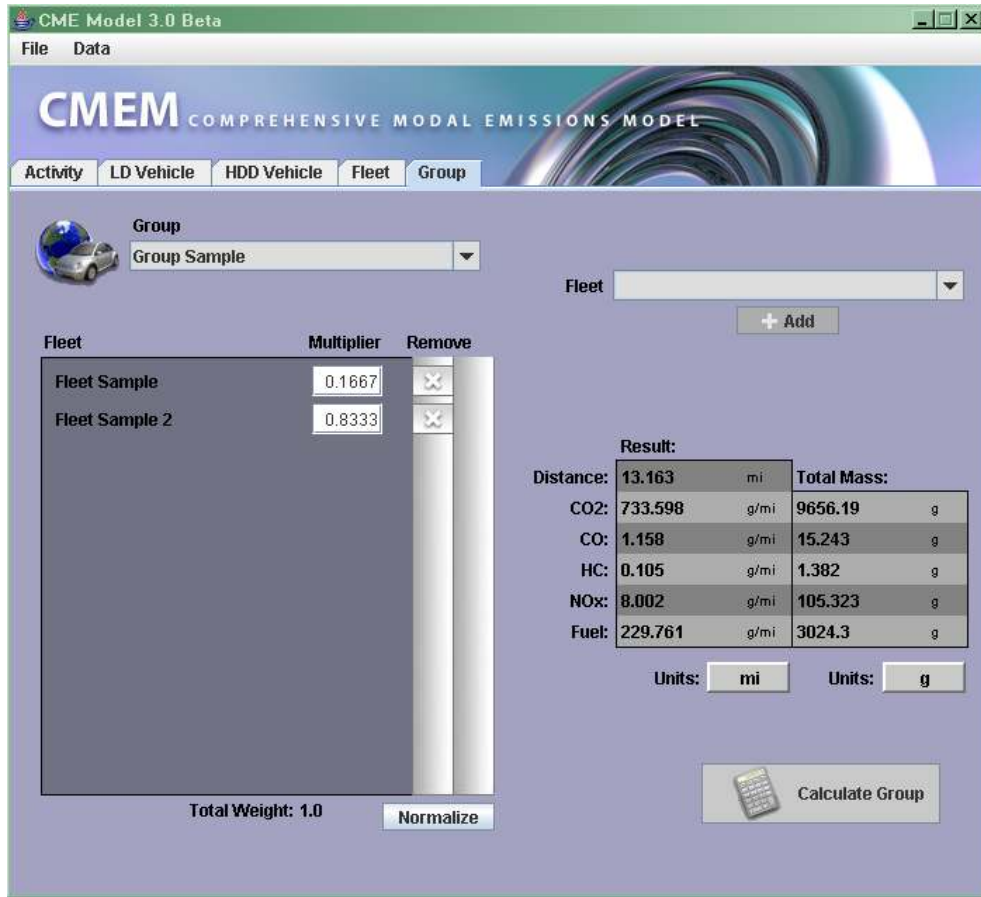 CME Model 3.0 Beta
File Data
CMEM COMPREHENSIVE MODAL EMISSIONS MODEL
Activity LD Vehicle HDD Vehicle Fleet Group
Group
Group Sample
Fleet
Add
Fleet Multiplier Remove
Fleet Sample 0.1667
Fleet Sample 2 0.8333
Result:
Distance: 13.163 mi Total Mass:
CO2: 733.598 g/mi 9656.19 g
CO: 1.158 g/mi 15.243 g
HC: 0.105 g/mi 1.382 g
NOx: 8.002 g/mi 105.323 g
Fuel: 229.761 g/mi 3024.3 g
Units: mi Units: g
Calculate Group
Total Weight: 1.0 Normalize